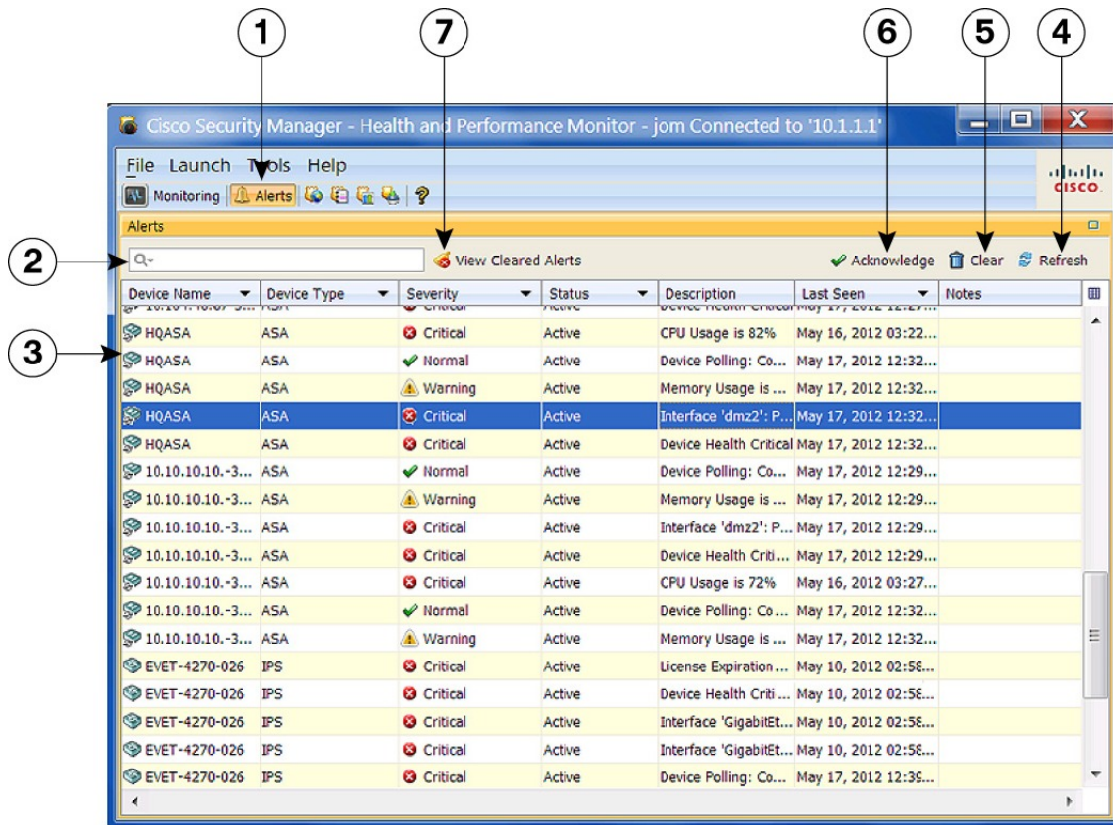 1 7 6 5 4
Cisco Security Manager - Health and Performance Monitor - jom Connected to '10.1.1.1'
File Launch Tools Help
CISCO
Monitoring Alerts
Alerts
2
View Cleared Alerts Acknowledge Clear Refresh
Device Name Device Type Severity Status Description Last Seen Notes
Critical Active Device Health Critical May 17, 2012 12:27...
HQASA ASA Critical Active CPU Usage is 82% May 16, 2012 03:22...
3
HQASA ASA Normal Active Device Polling: Co... May 17, 2012 12:32...
HQASA ASA Warning Active Memory Usage is ... May 17, 2012 12:32...
HQASA ASA Critical Active Interface 'dmz2': P... May 17, 2012 12:32...
HQASA ASA Critical Active Device Health Critical May 17, 2012 12:32...
10.10.10.10.-3... ASA Normal Active Device Polling: Co... May 17, 2012 12:29...
10.10.10.10.-3... ASA Warning Active Memory Usage is ... May 17, 2012 12:29...
10.10.10.10.-3... ASA Critical Active Interface 'dmz2': P... May 17, 2012 12:29...
10.10.10.10.-3... ASA Critical Active Device Health Criti... May 17, 2012 12:29...
10.10.10.10.-3... ASA Critical Active CPU Usage is 72% May 16, 2012 03:27...
10.10.10.10.-3... ASA Normal Active Device Polling: Co... May 17, 2012 12:32...
10.10.10.10.-3... ASA Warning Active Memory Usage is ... May 17, 2012 12:32...
EVET-4270-026 IPS Critical Active License Expiration ... May 10, 2012 02:58...
EVET-4270-026 IPS Critical Active Device Health Criti ... May 10, 2012 02:58...
EVET-4270-026 IPS Critical Active Interface 'GigabitEt... May 10, 2012 02:58...
EVET-4270-026 IPS Critical Active Interface 'GigabitEt... May 10, 2012 02:58...
EVET-4270-026 IPS Critical Active Device Polling: Co... May 17, 2012 12:39...